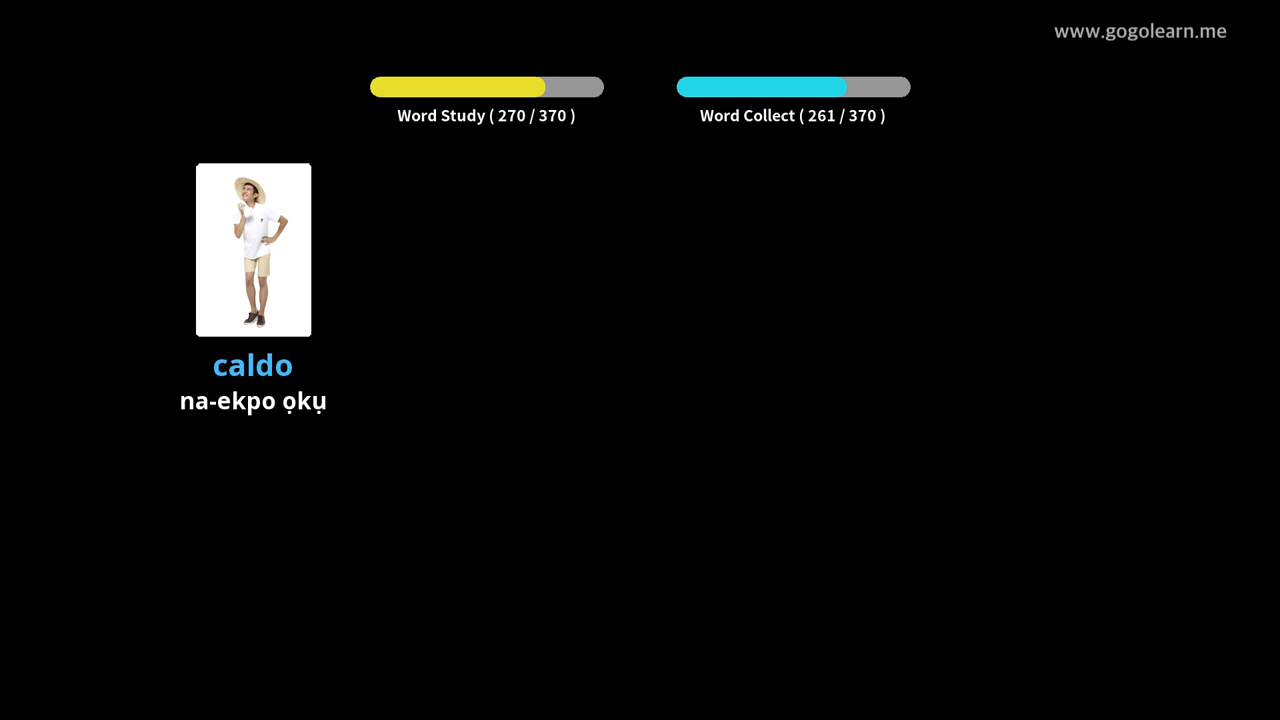 www.gogolearn.me
Word Study ( 270 / 370 )
Word Collect ( 261 / 370 )
caldo
na-ekpo ọkụ